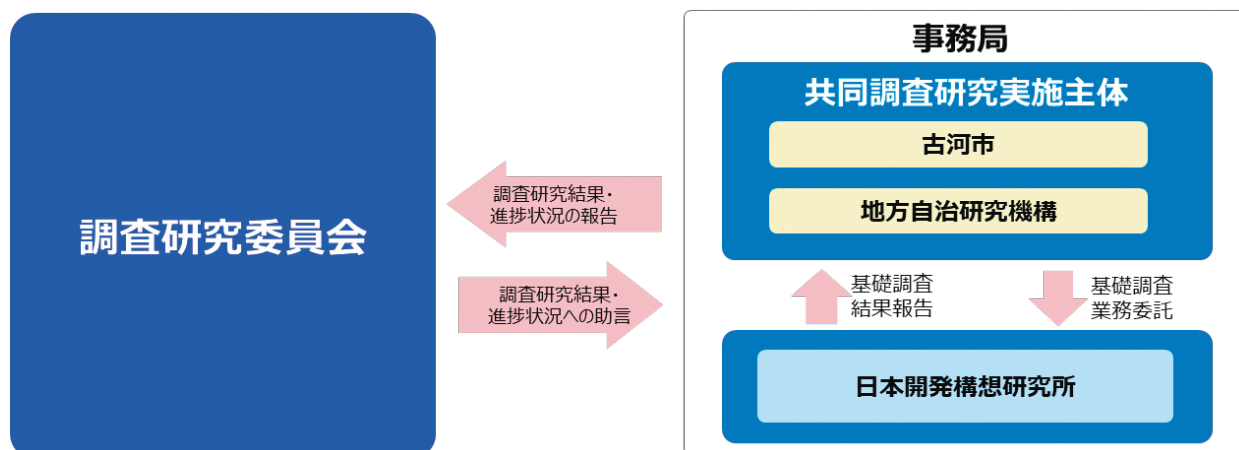 調査研究委員会
調査研究結果・
進捗状況の報告
調査研究結果・
進捗状況への助言
事務局
共同調査研究実施主体
古河市
地方自治研究機構
基礎調査
結果報告
基礎調査
業務委託
日本開発構想研究所